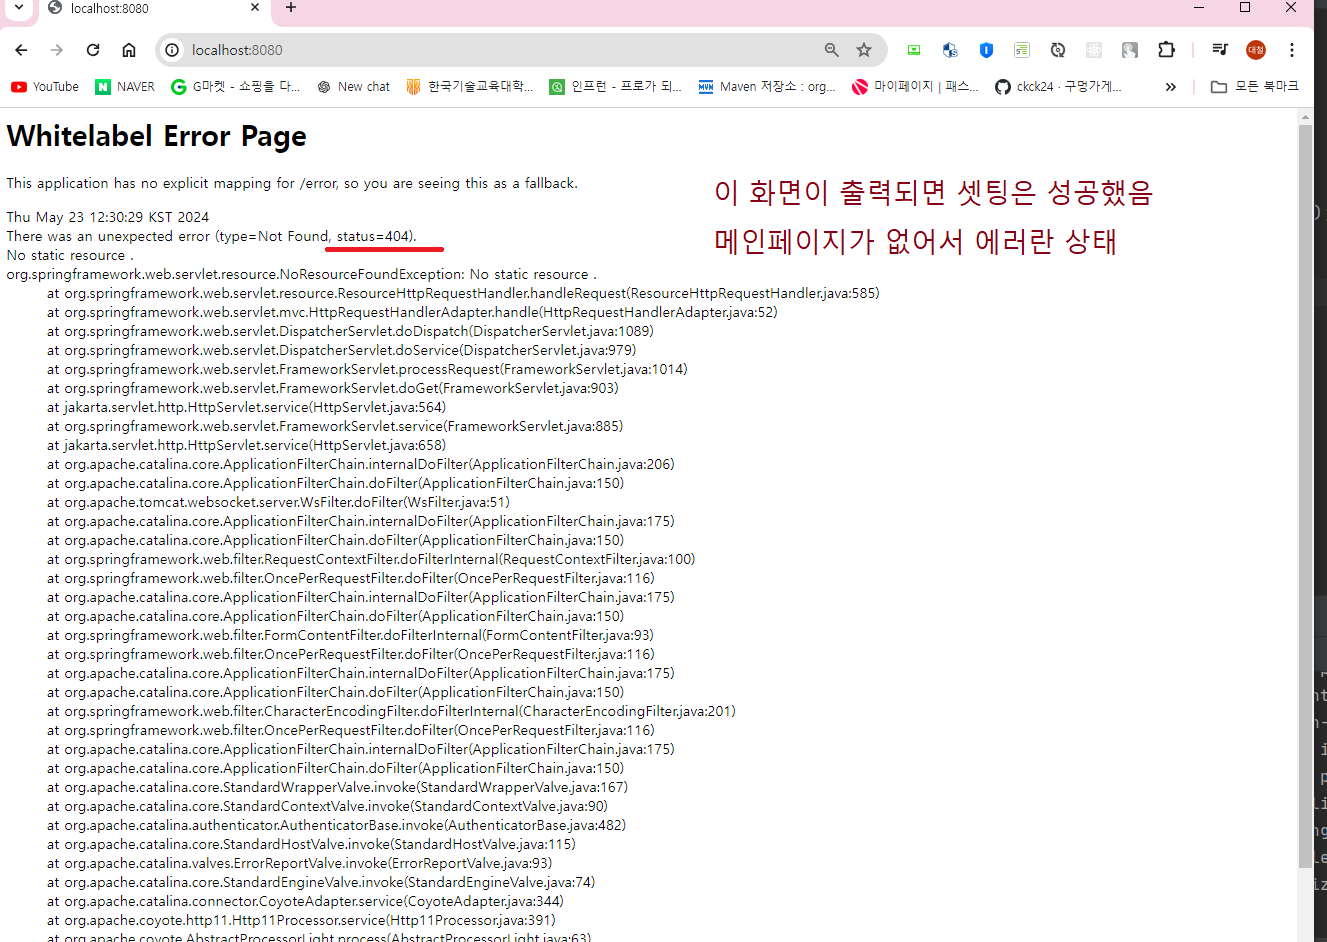 localhost:8080
localhost:8080
대철
YouTube
NAVER
G마켓 - 쇼핑을 다...
New chat
한국기술교육대학...
인프런 - 프로가 되...
Maven 저장소 : org...
마이페이지 | 패스...
ckck24 · 구멍가게...
모든 북마크
Whitelabel Error Page
This application has no explicit mapping for /error, so you are seeing this as a fallback.
이 화면이 출력되면 셋팅은 성공했음
Thu May 23 12:30:29 KST 2024
There was an unexpected error (type=Not Found, status=404).
메인페이지가 없어서 에러란 상태
No static resource .
org.springframework.web.servlet.resource.NoResourceFoundException: No static resource .
at org.springframework.web.servlet.resource.ResourceHttpRequestHandler.handleRequest(ResourceHttpRequestHandler.java:585)
at org.springframework.web.servlet.mvc.HttpRequestHandlerAdapter.handle(HttpRequestHandlerAdapter.java:52)
at org.springframework.web.servlet.DispatcherServlet.doDispatch(DispatcherServlet.java:1089)
at org.springframework.web.servlet.DispatcherServlet.doService(DispatcherServlet.java:979)
at org.springframework.web.servlet.FrameworkServlet.processRequest(FrameworkServlet.java:1014)
at org.springframework.web.servlet.FrameworkServlet.doGet(FrameworkServlet.java:903)
at jakarta.servlet.http.HttpServlet.service(HttpServlet.java:564)
at org.springframework.web.servlet.FrameworkServlet.service(FrameworkServlet.java:885)
at jakarta.servlet.http.HttpServlet.service(HttpServlet.java:658)
at org.apache.catalina.core.ApplicationFilterChain.internalDoFilter(ApplicationFilterChain.java:206)
at org.apache.catalina.core.ApplicationFilterChain.doFilter(ApplicationFilterChain.java:150)
at org.apache.tomcat.websocket.server.WsFilter.doFilter(WsFilter.java:51)
at org.apache.catalina.core.ApplicationFilterChain.internalDoFilter(ApplicationFilterChain.java:175)
at org.apache.catalina.core.ApplicationFilterChain.doFilter(ApplicationFilterChain.java:150)
at org.springframework.web.filter.RequestContextFilter.doFilterInternal(RequestContextFilter.java:100)
at org.springframework.web.filter.OncePerRequestFilter.doFilter(OncePerRequestFilter.java:116)
at org.apache.catalina.core.ApplicationFilterChain.internalDoFilter(ApplicationFilterChain.java:175)
at org.apache.catalina.core.ApplicationFilterChain.doFilter(ApplicationFilterChain.java:150)
at org.springframework.web.filter.FormContentFilter.doFilterInternal(FormContentFilter.java:93)
at org.springframework.web.filter.OncePerRequestFilter.doFilter(OncePerRequestFilter.java:116)
at org.apache.catalina.core.ApplicationFilterChain.internalDoFilter(ApplicationFilterChain.java:175)
at org.apache.catalina.core.ApplicationFilterChain.doFilter(ApplicationFilterChain.java:150)
at org.springframework.web.filter.CharacterEncodingFilter.doFilterInternal(CharacterEncodingFilter.java:201)
at org.springframework.web.filter.OncePerRequestFilter.doFilter(OncePerRequestFilter.java:116)
at org.apache.catalina.core.ApplicationFilterChain.internalDoFilter(ApplicationFilterChain.java:175)
at org.apache.catalina.core.ApplicationFilterChain.doFilter(ApplicationFilterChain.java:150)
at org.apache.catalina.core.StandardWrapperValve.invoke(StandardWrapperValve.java:167)
at org.apache.catalina.core.StandardContextValve.invoke(StandardContextValve.java:90)
at org.apache.catalina.authenticator.AuthenticatorBase.invoke(AuthenticatorBase.java:482)
at org.apache.catalina.core.StandardHostValve.invoke(StandardHostValve.java:115)
at org.apache.catalina.valves.ErrorReportValve.invoke(ErrorReportValve.java:93)
at org.apache.catalina.core.StandardEngineValve.invoke(StandardEngineValve.java:74)
at org.apache.catalina.connector.CoyoteAdapter.service(CoyoteAdapter.java:344)
at org.apache.coyote.http11.Http11Processor.service(Http11Processor.java:391)
at org.apache.coyote.AbstractProcessorLight.process(AbstractProcessorLight.java:63)